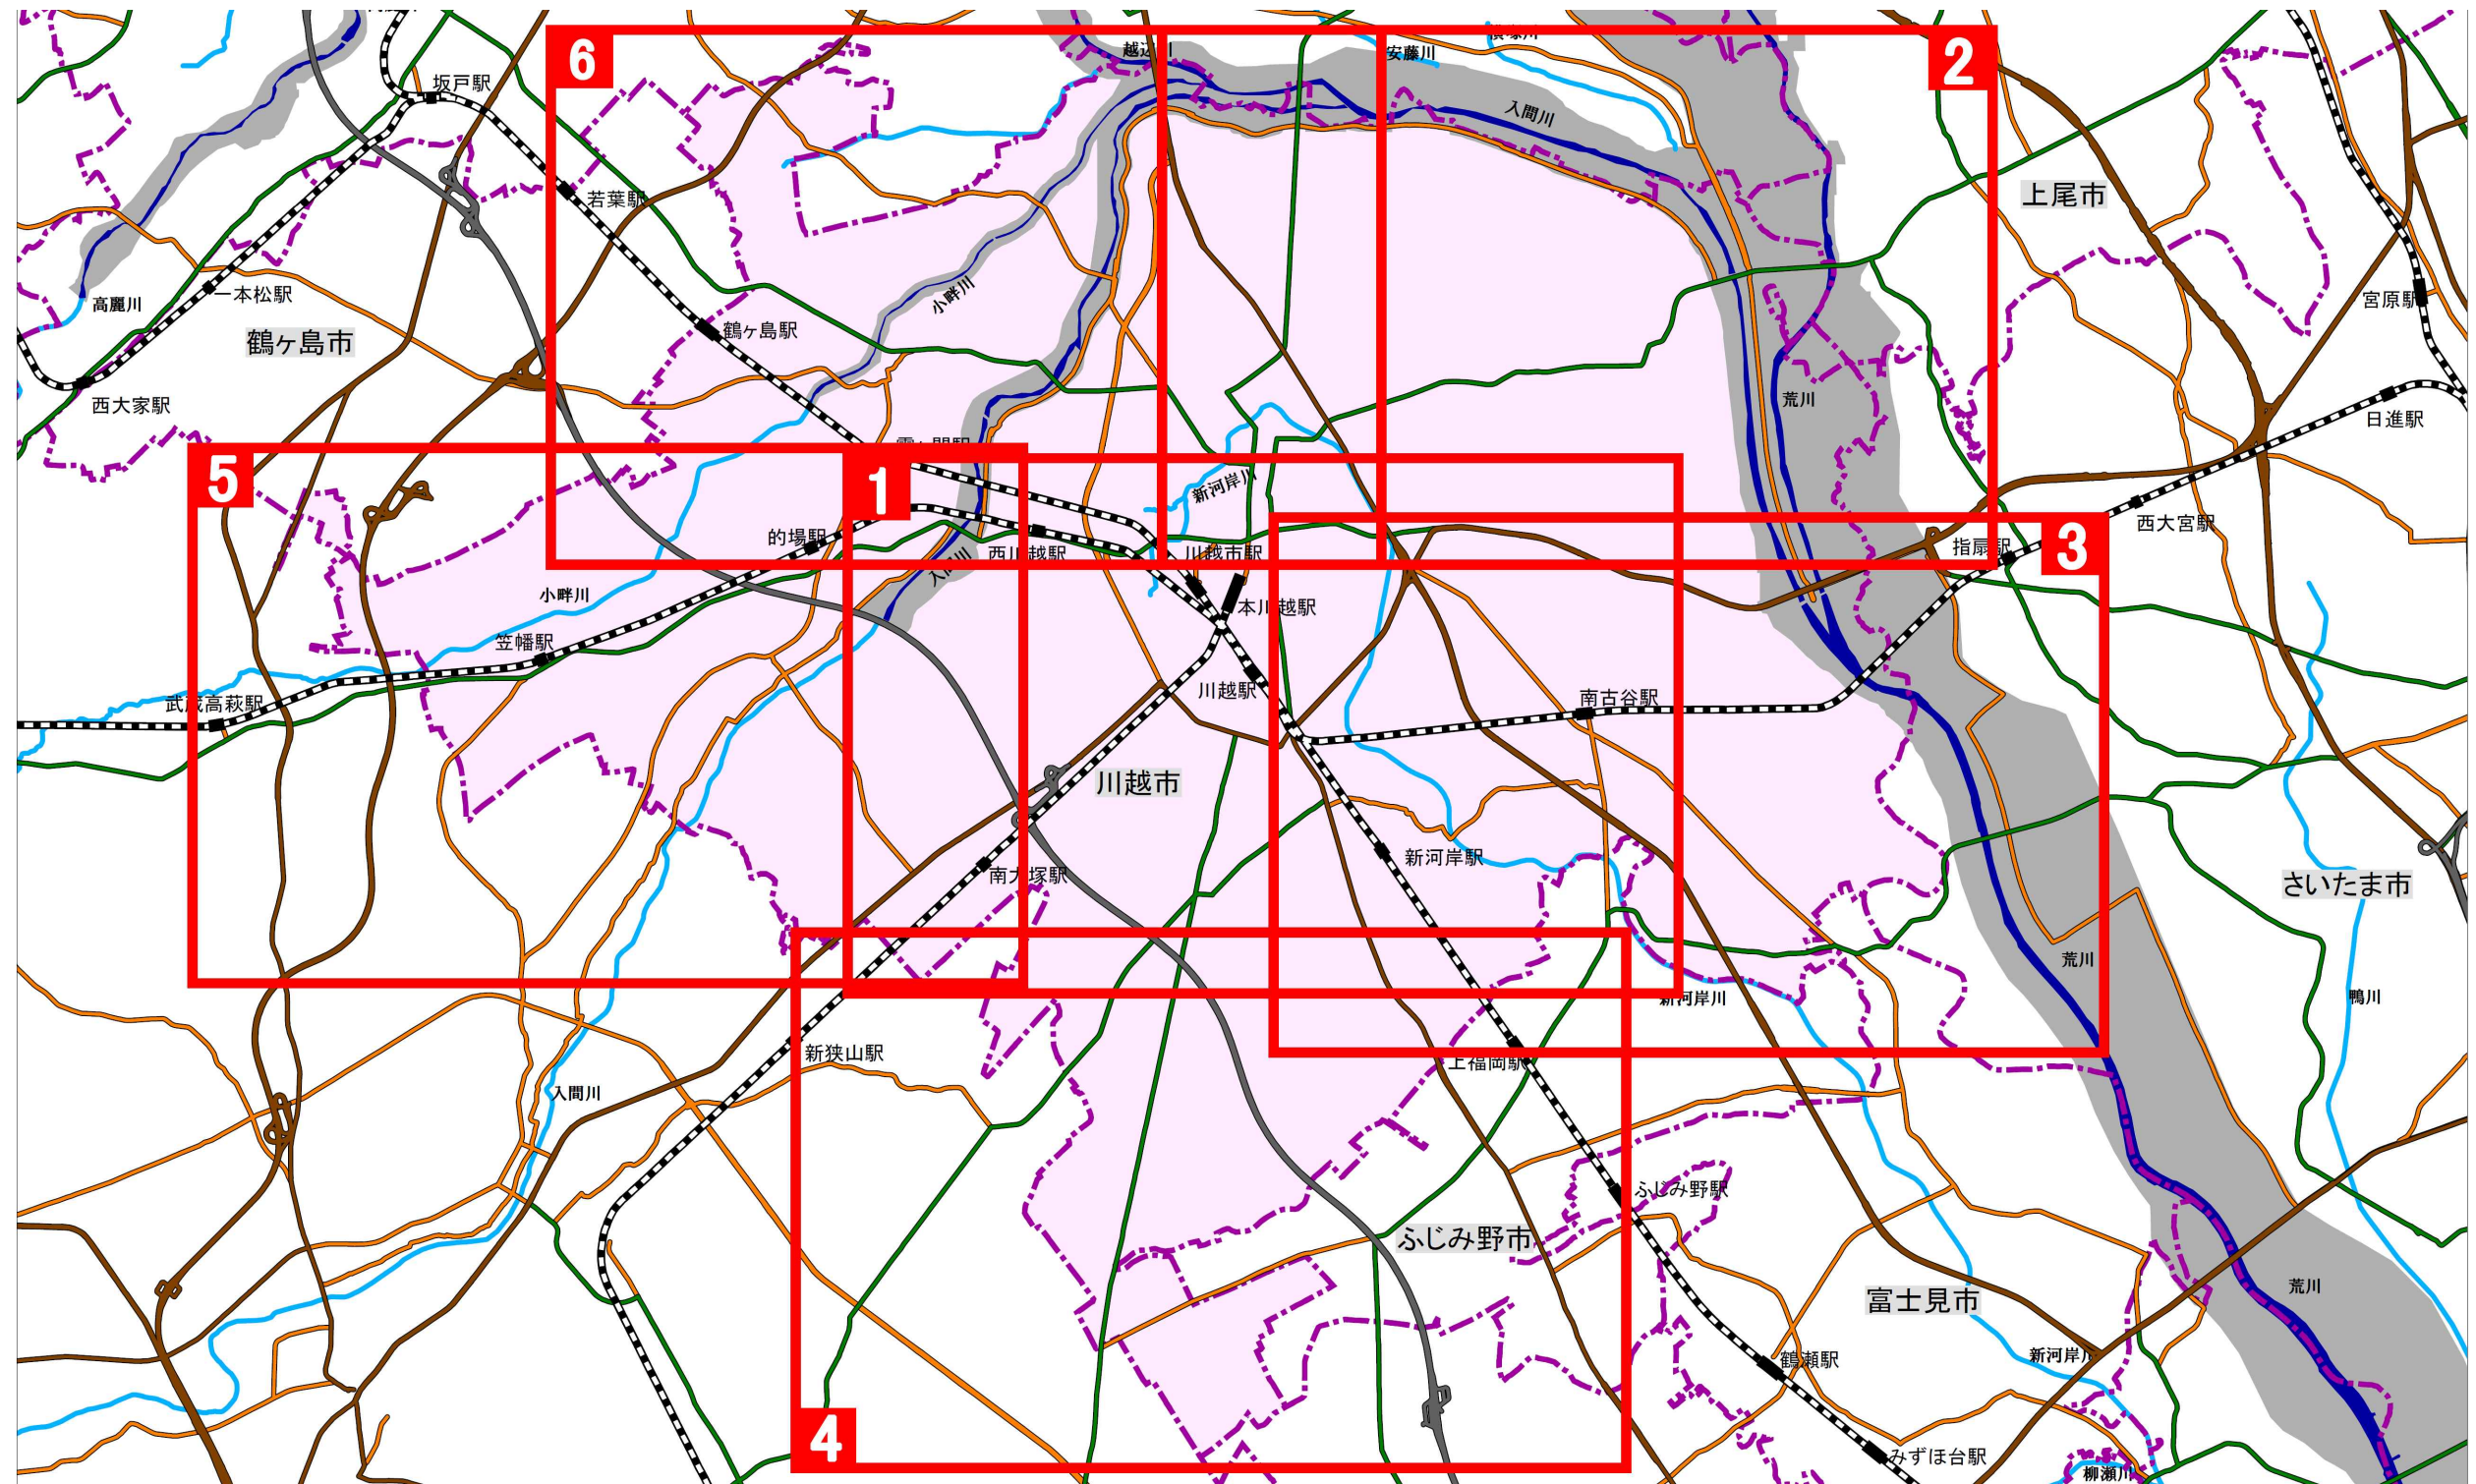 6
2
越辺川
安藤川
坂戸駅
入間川
若葉駅
上尾市
一本松駅
高麗川
小畔川
宮原駅
鶴ヶ島市
鶴ヶ島駅
西大家駅
荒川
日進駅
霞ヶ関駅
5
1
新河岸川
的場駅
西川越駅
川越市駅
西大宮駅
指扇駅
3
入間川
小畔川
本川越駅
笠幡駅
川越駅
南古谷駅
武蔵高萩駅
川越市
新河岸駅
南大塚駅
さいたま市
荒川
新河岸川
鴨川
新狭山駅
上福岡駅
入間川
ふじみ野駅
ふじみ野市
富士見市
荒川
新河岸川
鶴瀬駅
4
みずほ台駅
柳瀬川